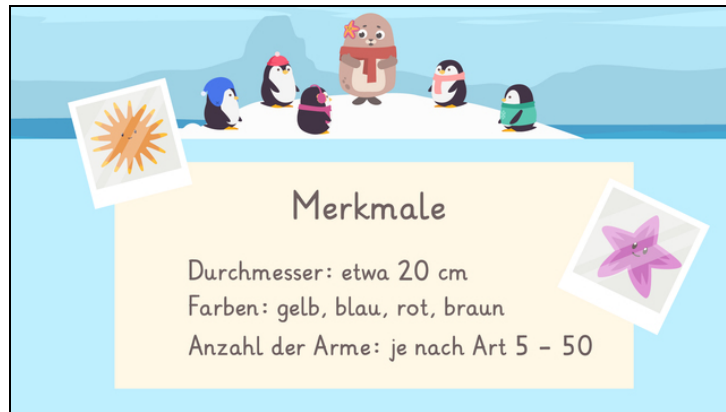 Merkmale
Durchmesser: etwa 20 cm
Farben: gelb, blau, rot, braun
Anzahl der Arme: je nach Art 5 - 50